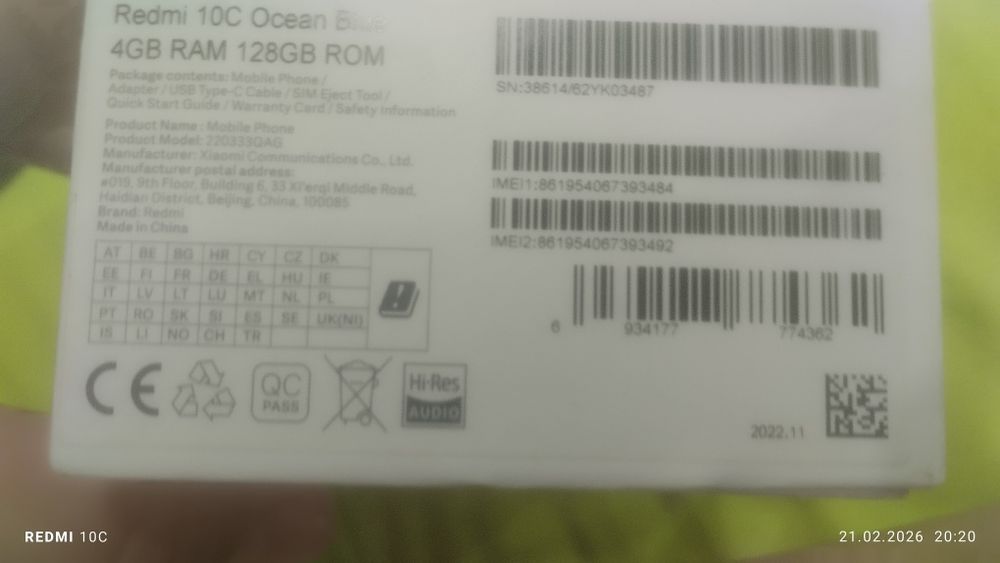 Redmi 10C Ocean Blue
4GB RAM 128GB ROM
Package contents: Mobile Phone /
Adapter / USB Type-C Cable / SIM Eject Tool /
Quick Start Guide / Warranty Card / Safety Information
Product Name : Mobile Phone
Product Model: 220333QAG
Manufacturer: Xiaomi Communications Co., Ltd.
Manufacturer postal address:
#019, 9th Floor, Building 6, 33 Xi'erqi Middle Road,
Haidian District, Beijing, China, 100085
Brand: Redmi
Made in China
AT BE BG HR CY CZ DK
EE FI FR DE EL HU IE
IT LV LT LU MT NL PL
PT RO SK SI ES SE UK(NI)
IS LI NO CH TR
CE
QC
PASS
Hi-Res
AUDIO
SN:38614/62YK03487
IMEI1:861954067393484
IMEI2:861954067393492
6 934177 774362
2022.11
REDMI 10C
21.02.2026 20:20